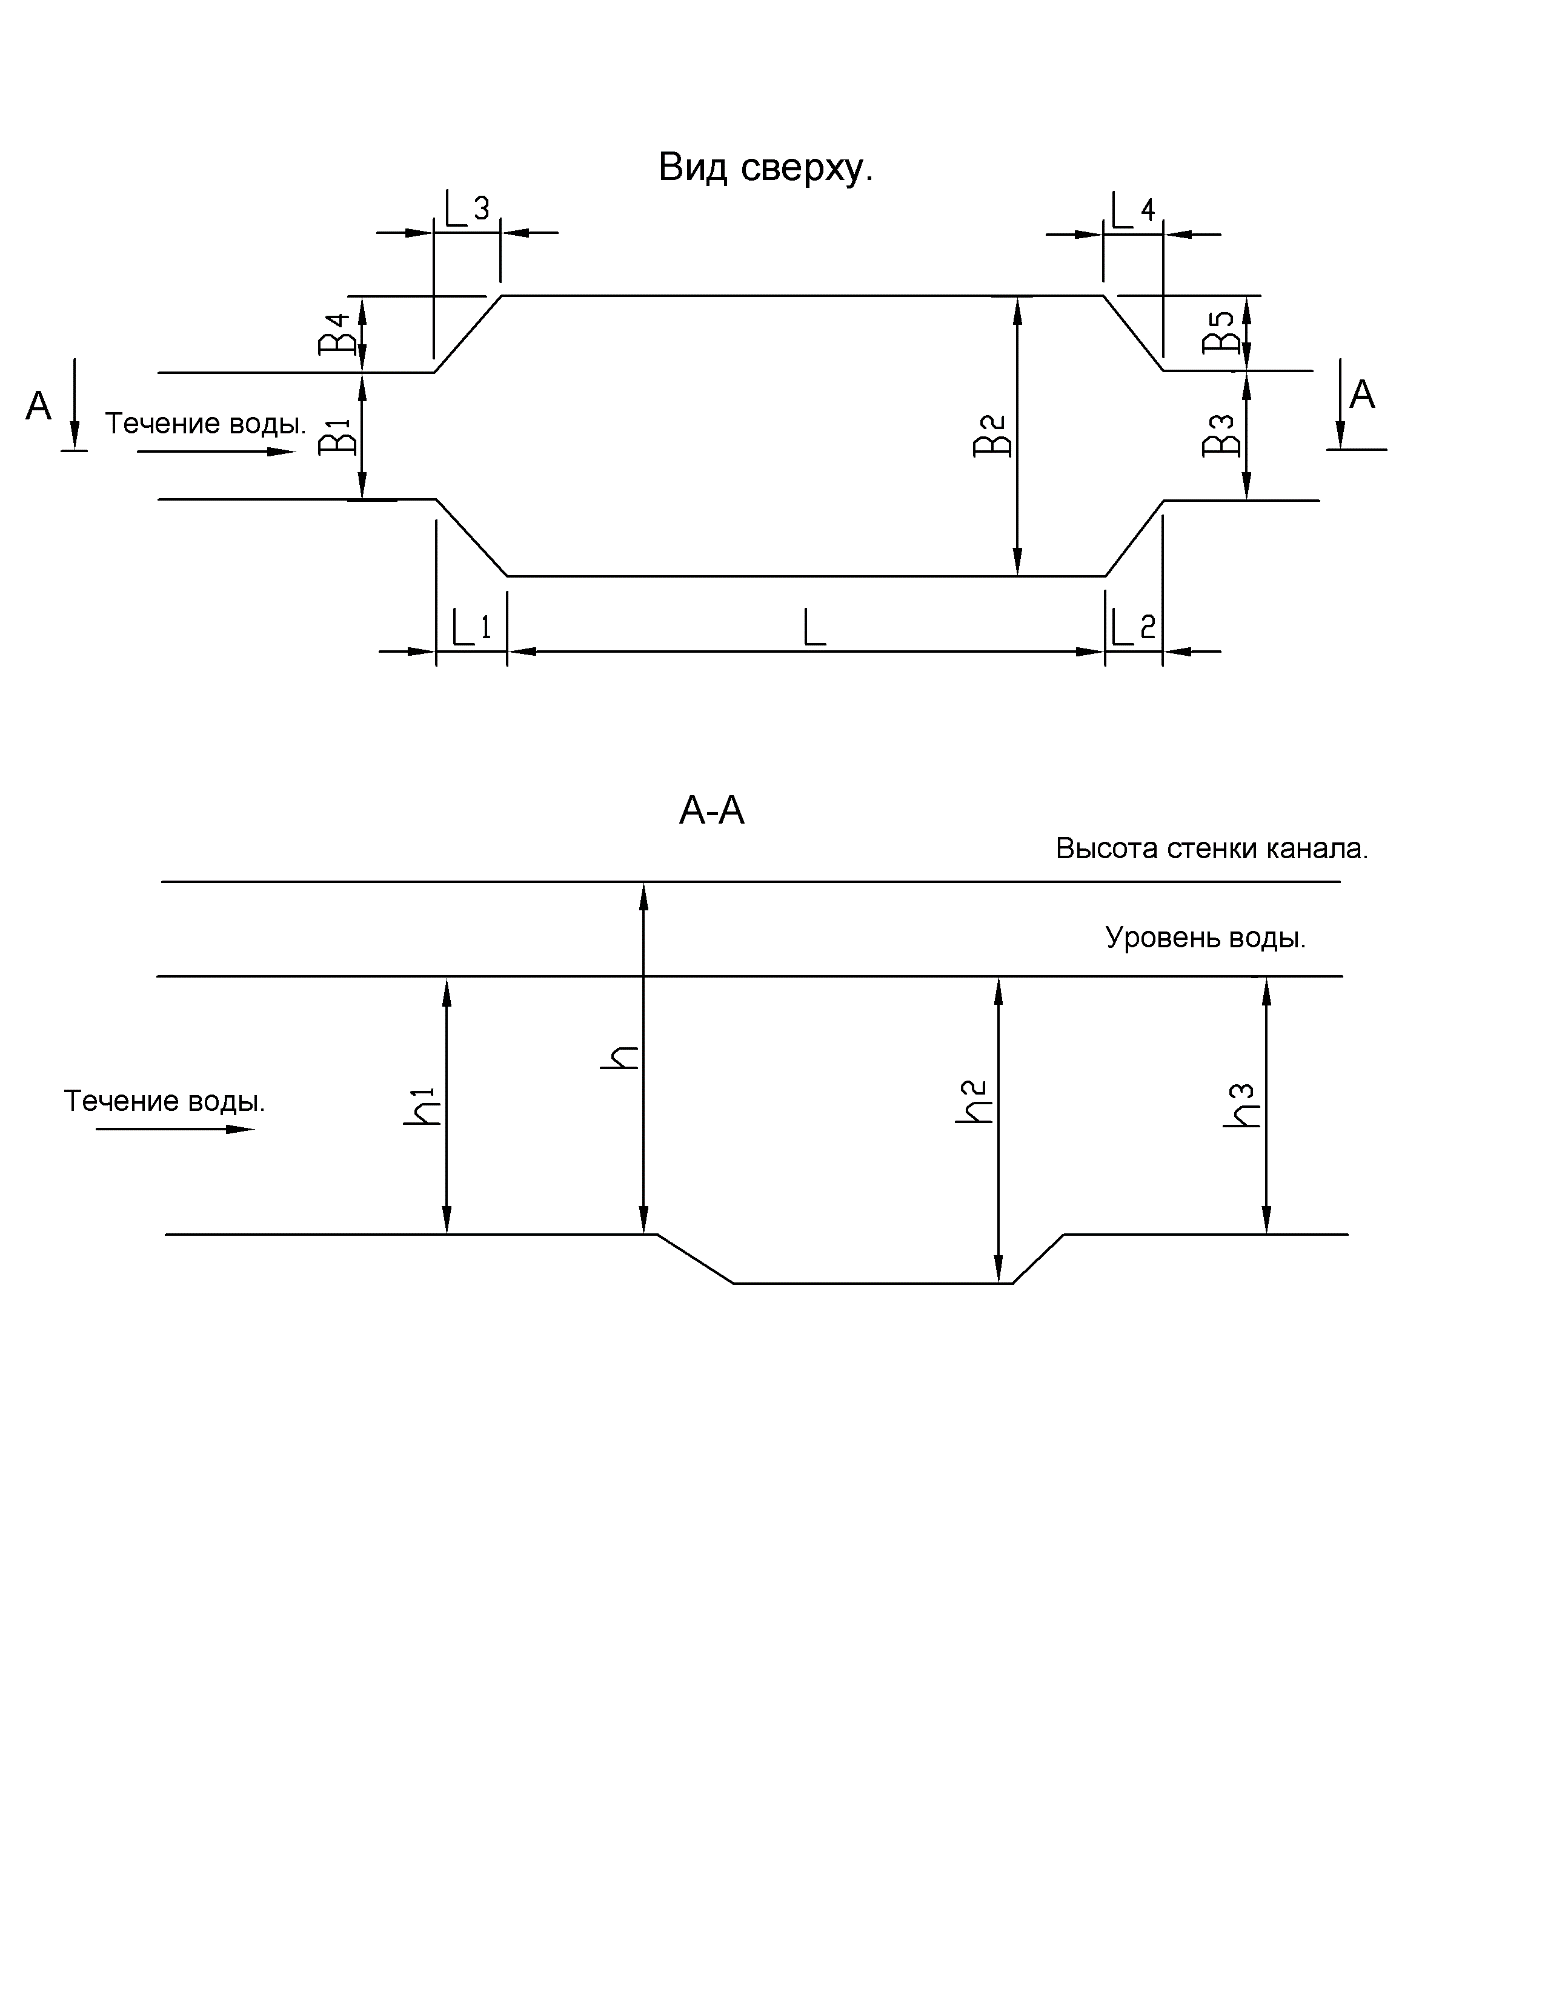 Вид сверху.
L3
L4
B4
B5
A
A
Течение воды.
B1
B2
B3
L1
L
L2
A-A
Высота стенки канала.
Уровень воды.
h
h1
h2
h3
Течение воды.